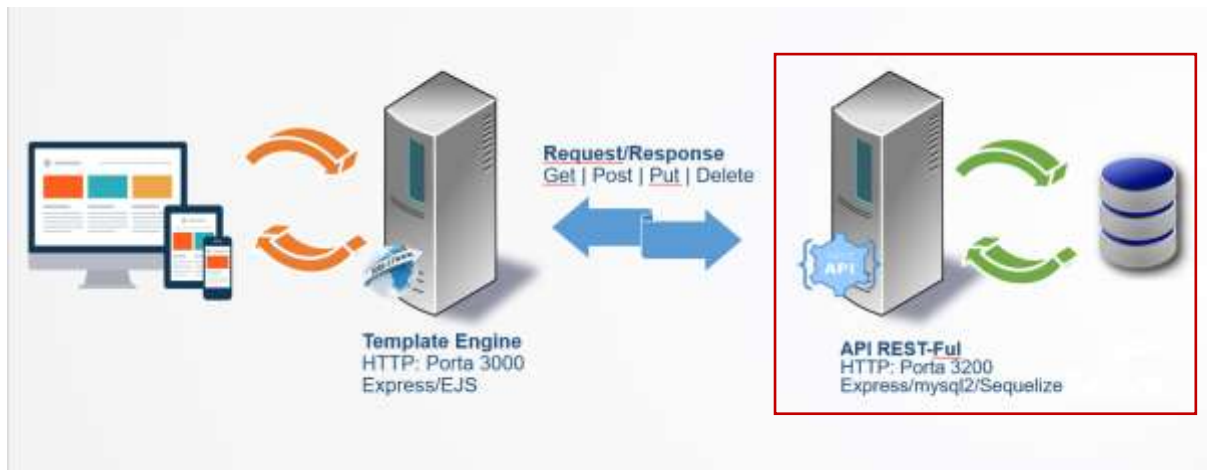 Request/Response
Get | Post | Put | Delete
API
Template Engine
HTTP: Porta 3000
Express/EJS
API REST-Ful
HTTP: Porta 3200
Express/mysql2/Sequelize